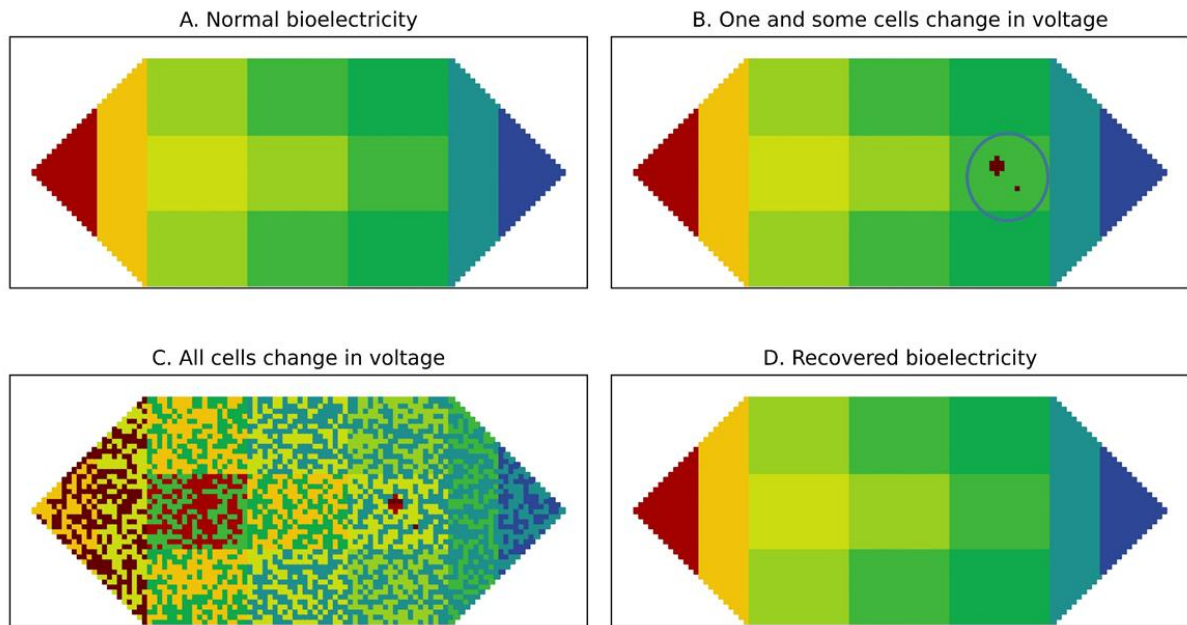 A. Normal bioelectricity
B. One and some cells change in voltage
C. All cells change in voltage
D. Recovered bioelectricity